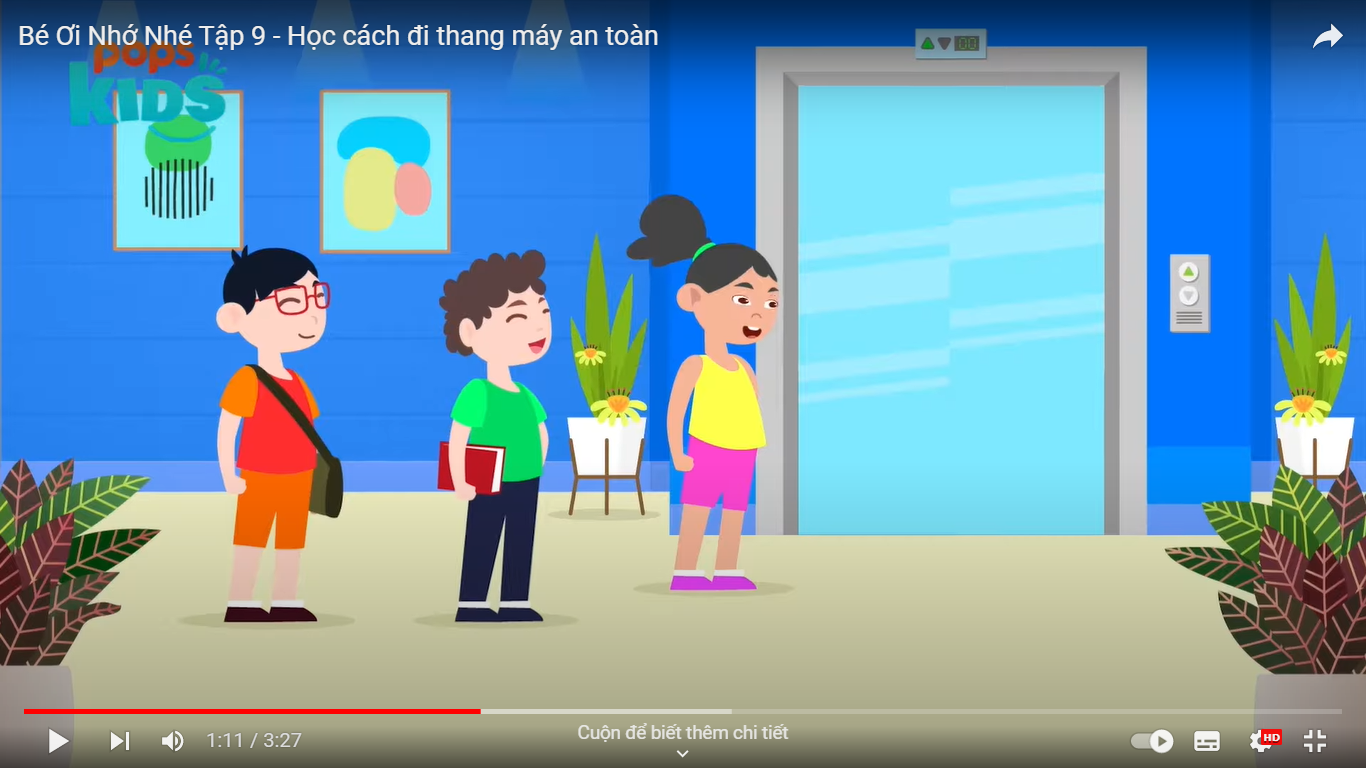 Bé Ơi Nhớ Nhé Tập 9 - Học cách đi thang máy an toàn
pops
KIDS
00
Cuộn để biết thêm chi tiết
1:11 / 3:27
HD